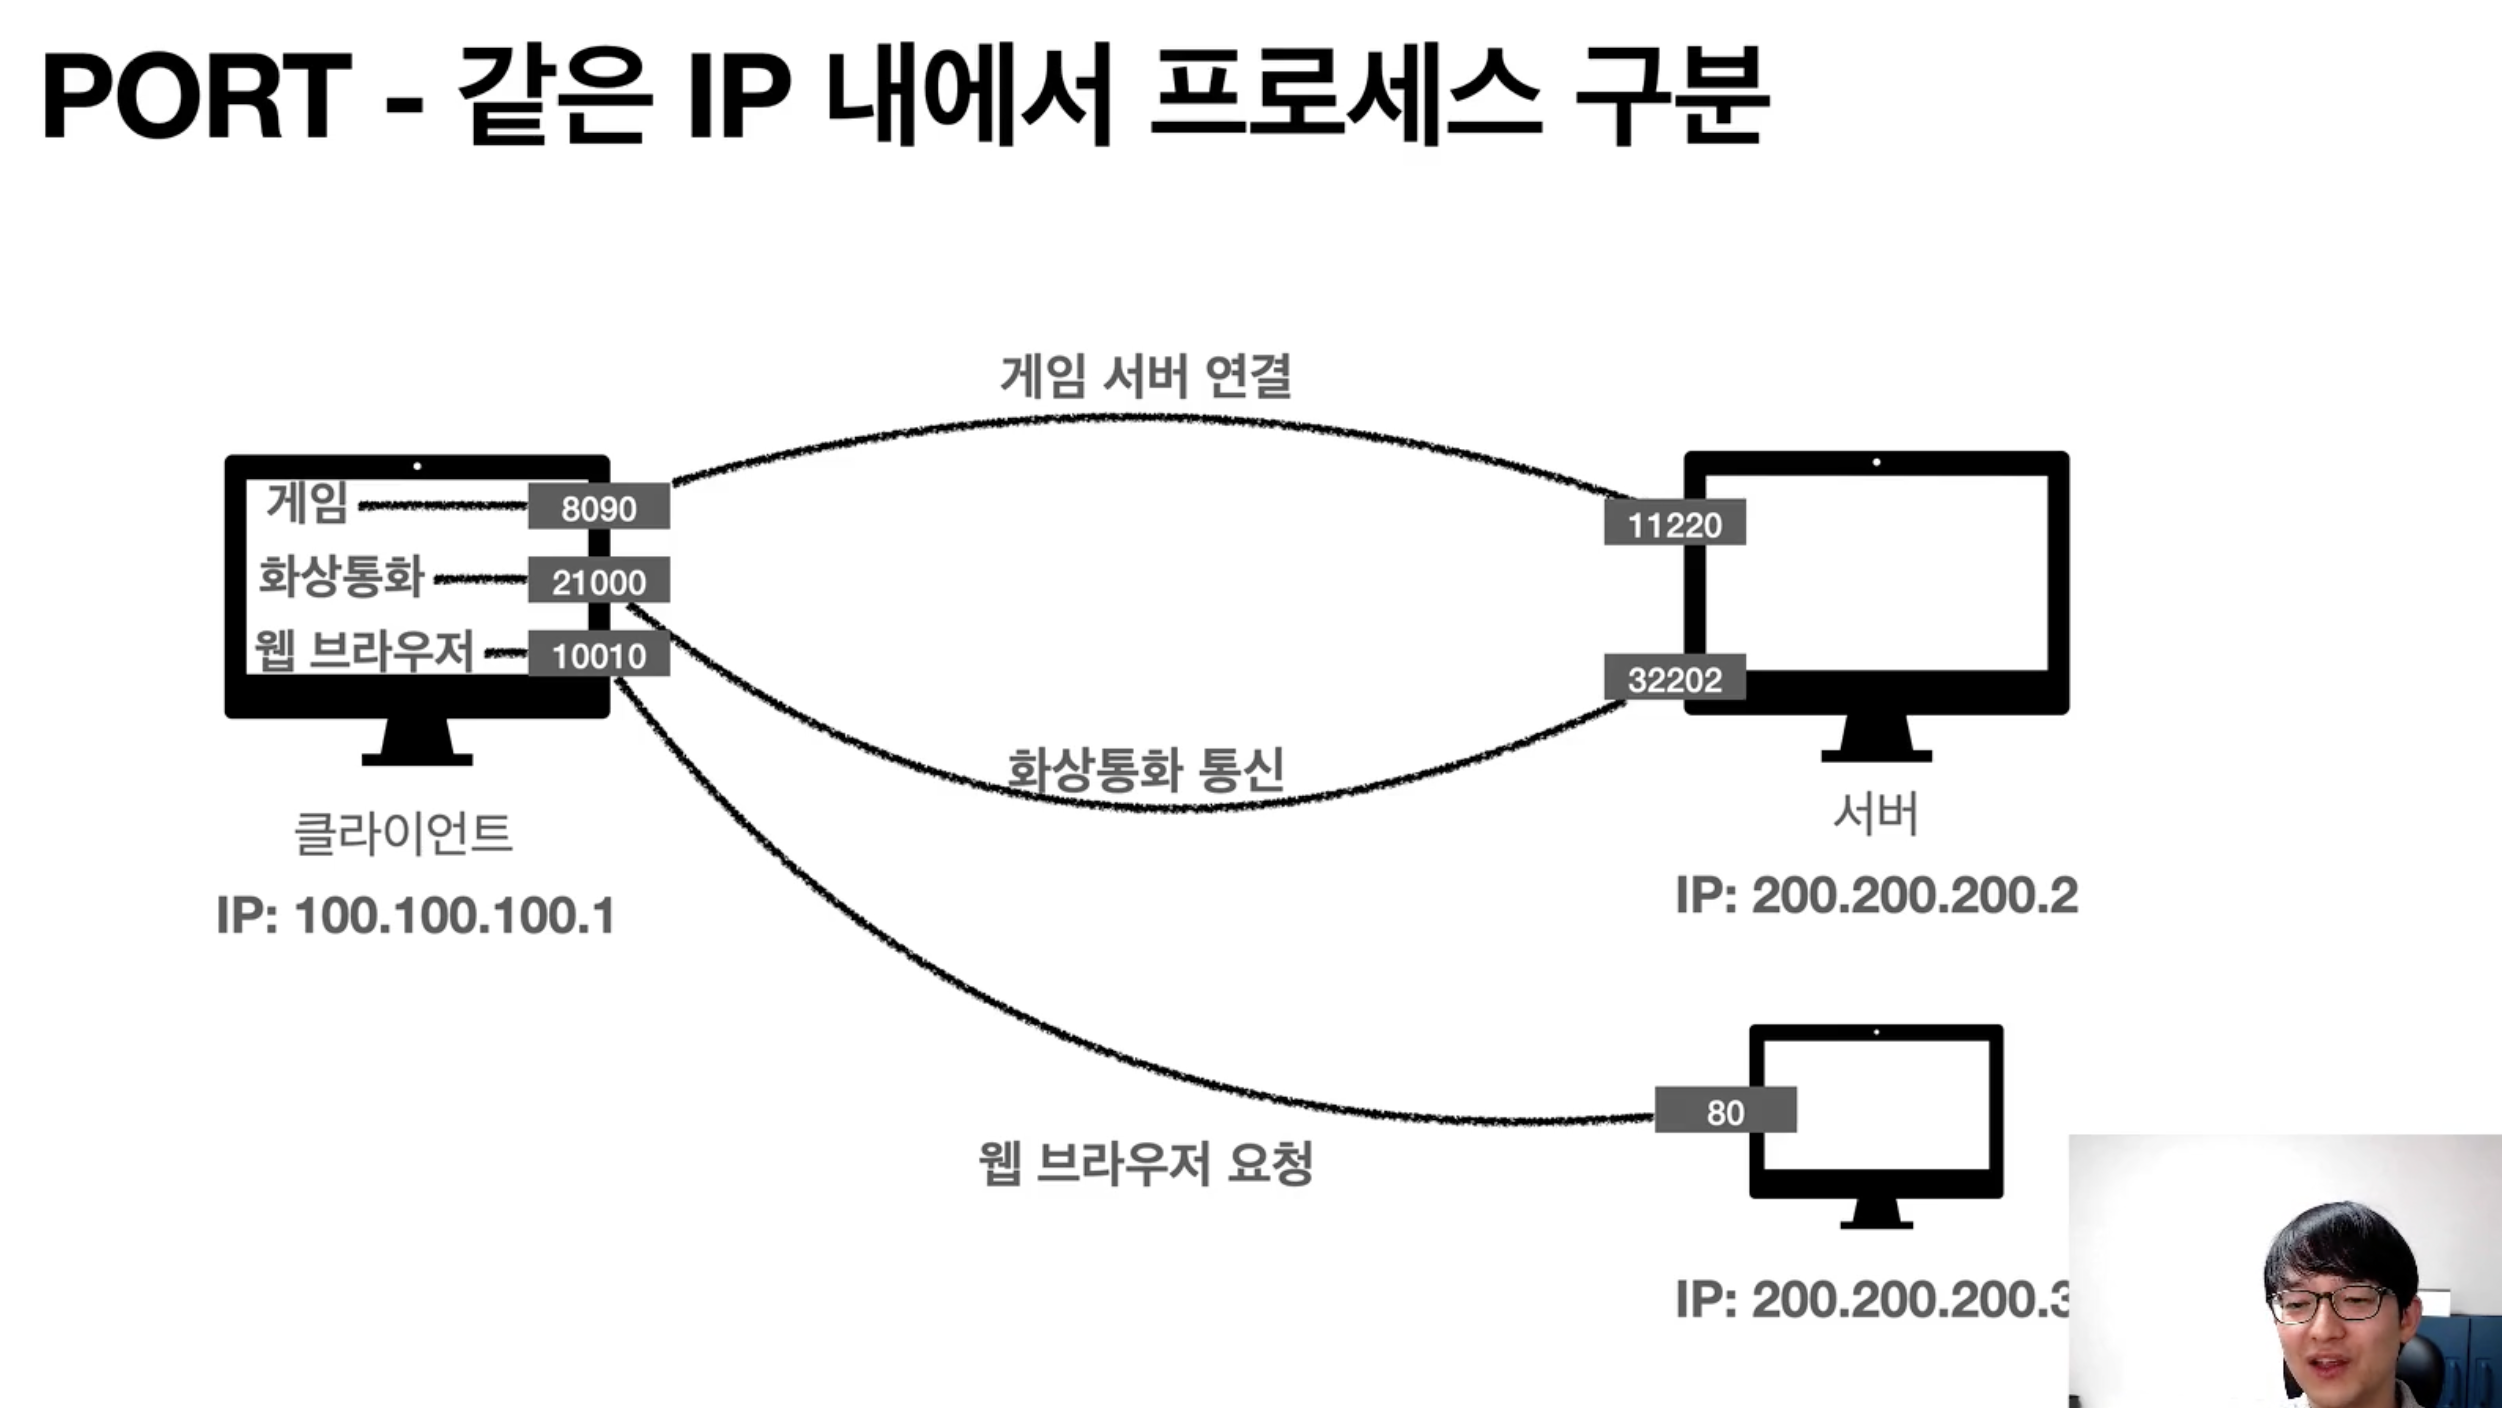 PORT - 같은 IP 내에서 프로세스 구분
게임 서버 연결
게임
8090
화상통화
21000
웹 브라우저
10010
11220
32202
화상통화 통신
클라이언트
IP: 100.100.100.1
서버
IP: 200.200.200.2
80
웹 브라우저 요청
IP: 200.200.200.3